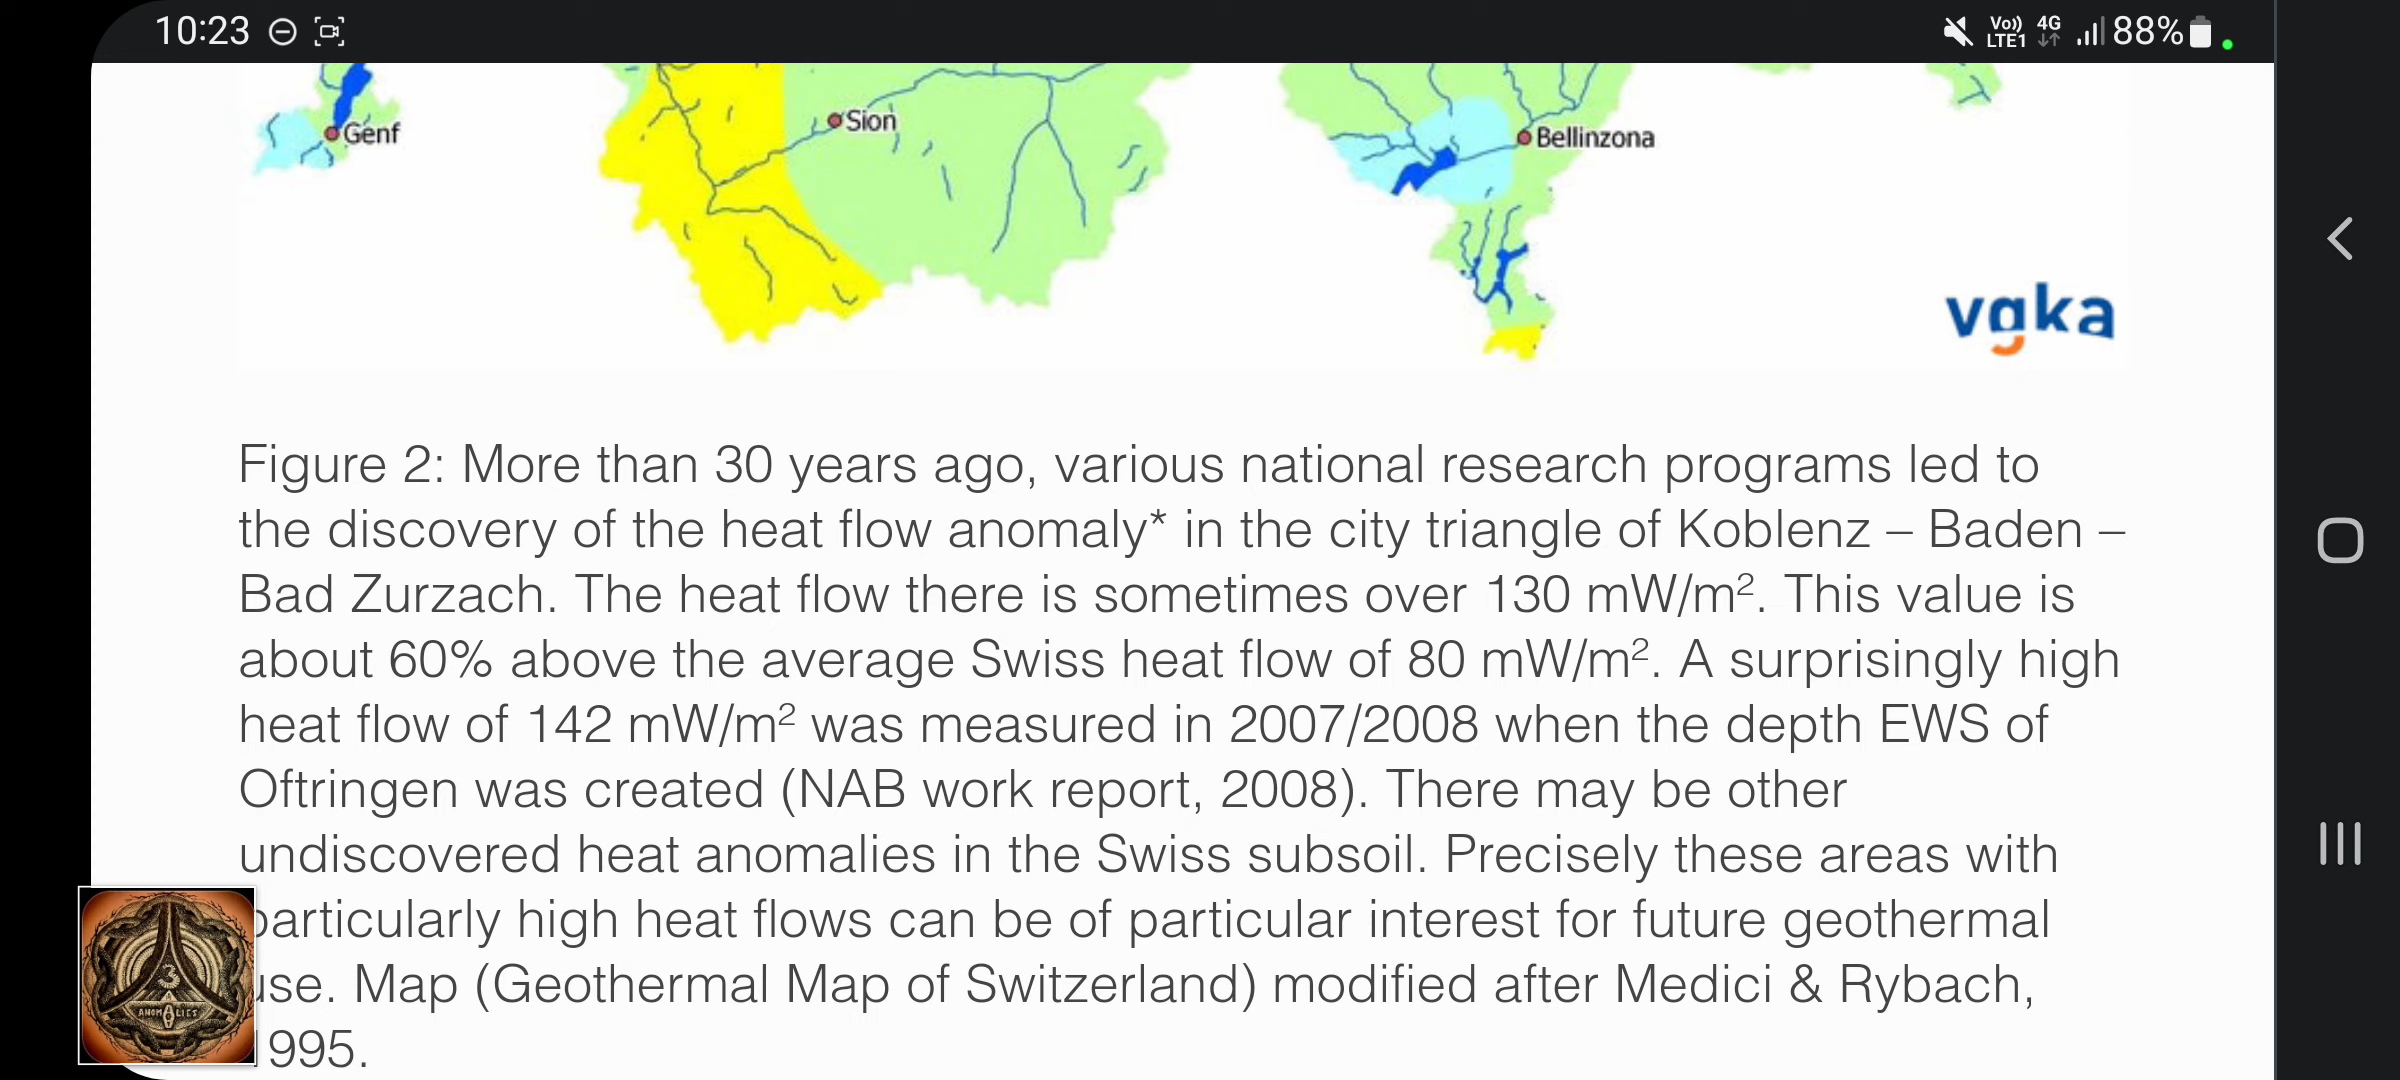 10:23
Vo)) LTE1 4G 88%
Genf
Sion
Bellinzona
vgka
Figure 2: More than 30 years ago, various national research programs led to
the discovery of the heat flow anomaly* in the city triangle of Koblenz – Baden –
Bad Zurzach. The heat flow there is sometimes over 130 mW/m². This value is
about 60% above the average Swiss heat flow of 80 mW/m². A surprisingly high
heat flow of 142 mW/m² was measured in 2007/2008 when the depth EWS of
Oftringen was created (NAB work report, 2008). There may be other
undiscovered heat anomalies in the Swiss subsoil. Precisely these areas with
particularly high heat flows can be of particular interest for future geothermal
use. Map (Geothermal Map of Switzerland) modified after Medici & Rybach,
1995.
3
ANOMALIES